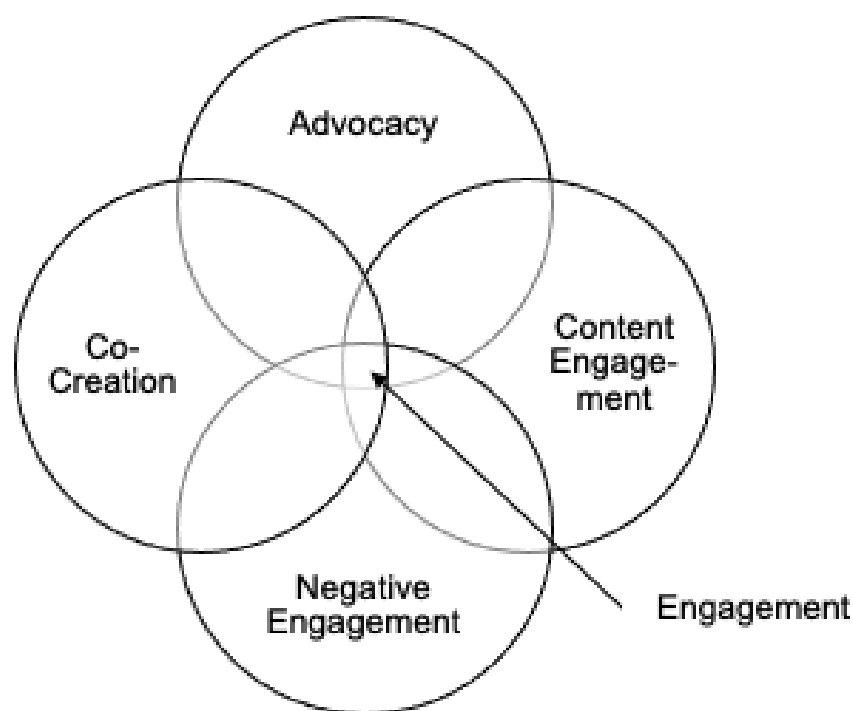 Advocacy
Co-
Creation
Content
Engage-
ment
Negative
Engagement
Engagement